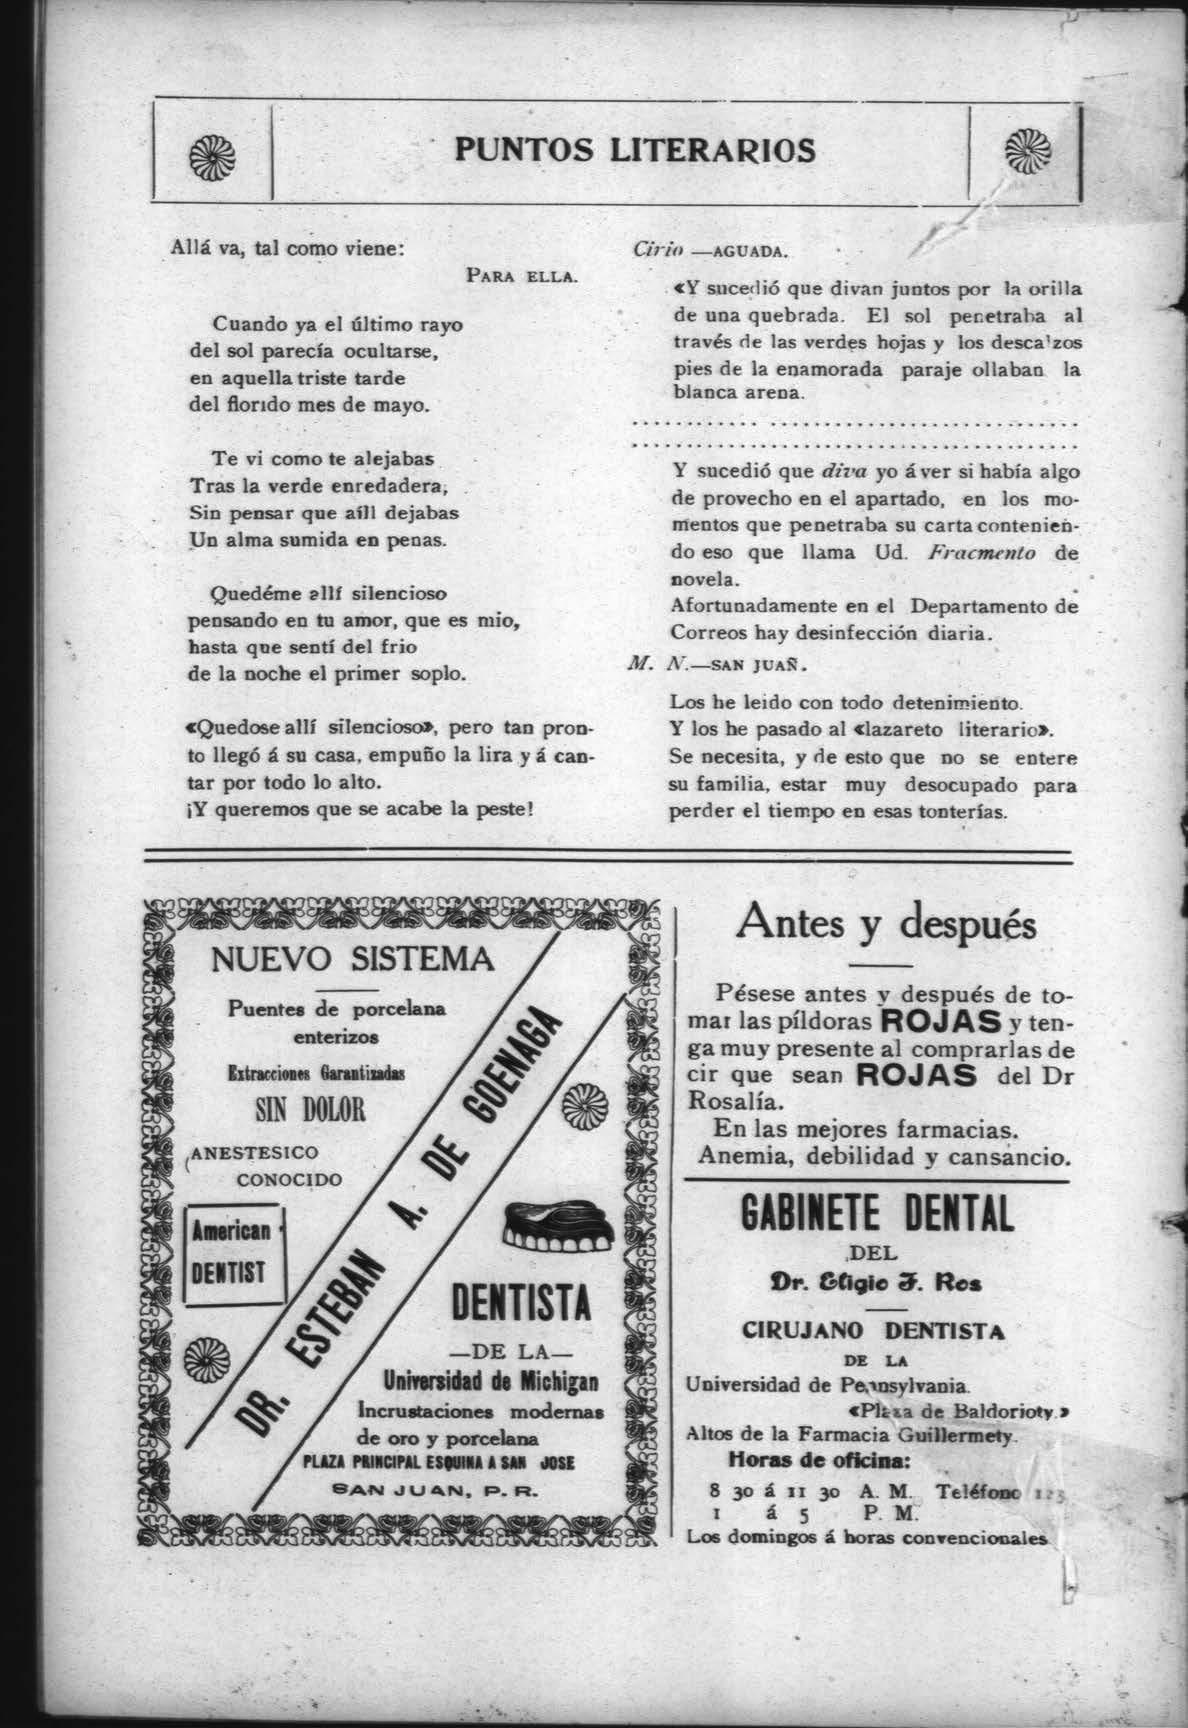 PUNTOS LITERARIOS
Allá va, tal como viene:
PARA ELLA.
Cuando ya el último rayo
del sol parecía ocultarse,
en aquella triste tarde
del florido mes de mayo.
Te vi como te alejabas
Tras la verde enredadera,
Sin pensar que aíll dejabas
Un alma sumida en penas.
Quedéme allí silencioso
pensando en tu amor, que es mio,
hasta que sentí del frio
de la noche el primer soplo.
«Quedose allí silencioso», pero tan pron-
to llegó á su casa, empuño la lira y á can-
tar por todo lo alto.
¡Y queremos que se acabe la peste!
Cirio —AGUADA.
«Y sucedió que divan juntos por la orilla
de una quebrada. El sol penetraba al
través de las verdes hojas y los descalzos
pies de la enamorada paraje ollaban la
blanca arena.
Y sucedió que diva yo á ver si había algo
de provecho en el apartado, en los mo-
mentos que penetraba su carta contenien-
do eso que llama Ud. Fracmento de
novela.
Afortunadamente en el Departamento de
Correos hay desinfección diaria.
M. N.—SAN JUAÑ.
Los he leido con todo detenimiento.
Y los he pasado al «lazareto literario».
Se necesita, y de esto que no se entere
su familia, estar muy desocupado para
perder el tiempo en esas tonterías.
NUEVO SISTEMA
Puentes de porcelana
enterizos
Extracciones Garantizadas
SIN DOLOR
ANESTESICO
CONOCIDO
American
DENTIST
DR. ESTEBAN A. DE GOENAGA
DENTISTA
—DE LA—
Universidad de Michigan
Incrustaciones modernas
de oro y porcelana
PLAZA PRINCIPAL ESQUINA A SAN JOSE
SAN JUAN, P. R.
Antes y después
Pésese antes y después de to-
mar las píldoras ROJAS y ten-
ga muy presente al comprarlas de
cir que sean ROJAS del Dr
Rosalía.
En las mejores farmacias.
Anemia, debilidad y cansancio.
GABINETE DENTAL
DEL
Dr. Eligio F. Ros
CIRUJANO DENTISTA
DE LA
Universidad de Pennsylvania.
«Plaza de Baldorioty.»
Altos de la Farmacia Guillermety.
Horas de oficina:
8 30 á 11 30 A. M. Teléfono
1 á 5 P. M.
Los domingos á horas convencionales